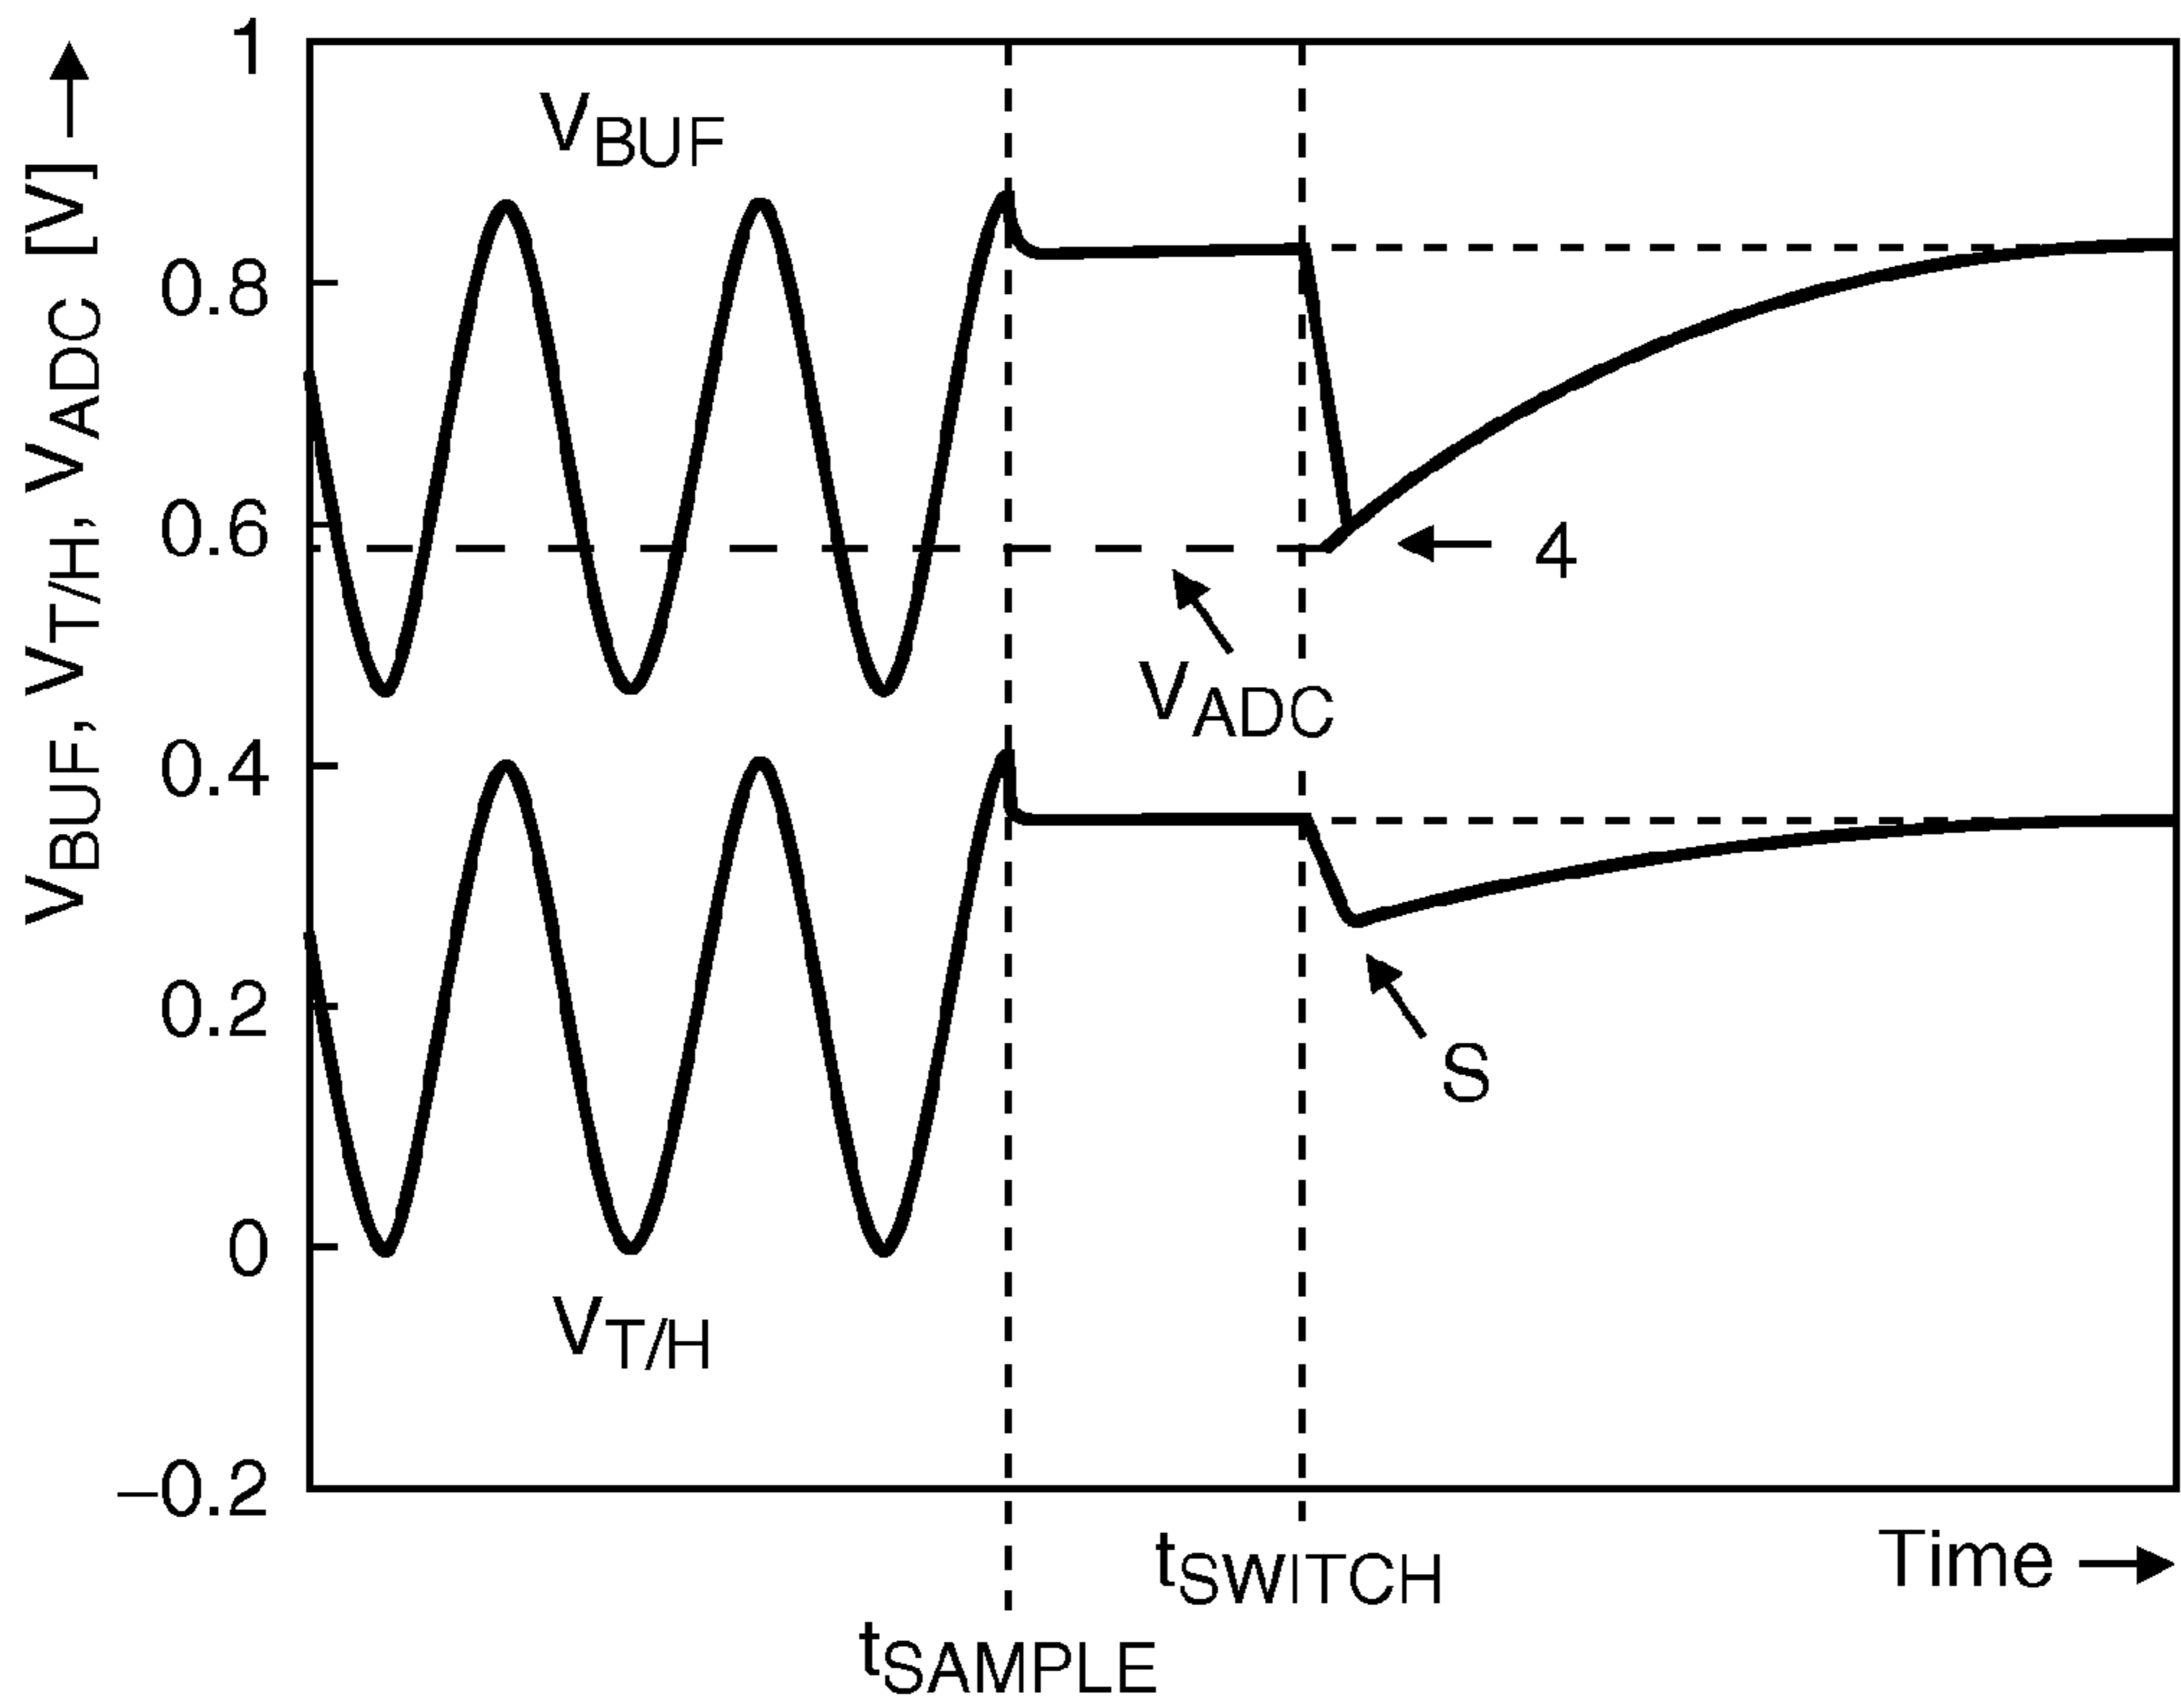 VBUF, VT/H, VADC [V]
1
0.8
0.6
0.4
0.2
0
–0.2
VBUF
4
VADC
S
VT/H
tSWITCH
Time
tSAMPLE